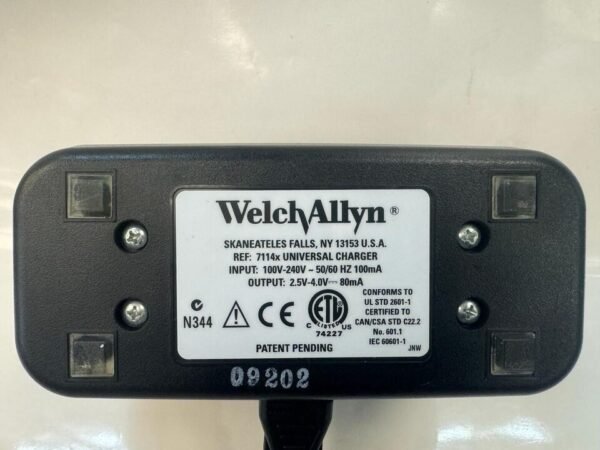 WelchAllyn®
SKANEATELES FALLS, NY 13153 U.S.A.
REF: 7114x UNIVERSAL CHARGER
INPUT: 100V-240V ~ 50/60 HZ 100mA
OUTPUT: 2.5V-4.0V⎓ 80mA
N344
CE
ETL
LISTED
C US
74227
CONFORMS TO
UL STD 2601-1
CERTIFIED TO
CAN/CSA STD C22.2
No. 601.1
IEC 60601-1
PATENT PENDING
JNW
09202